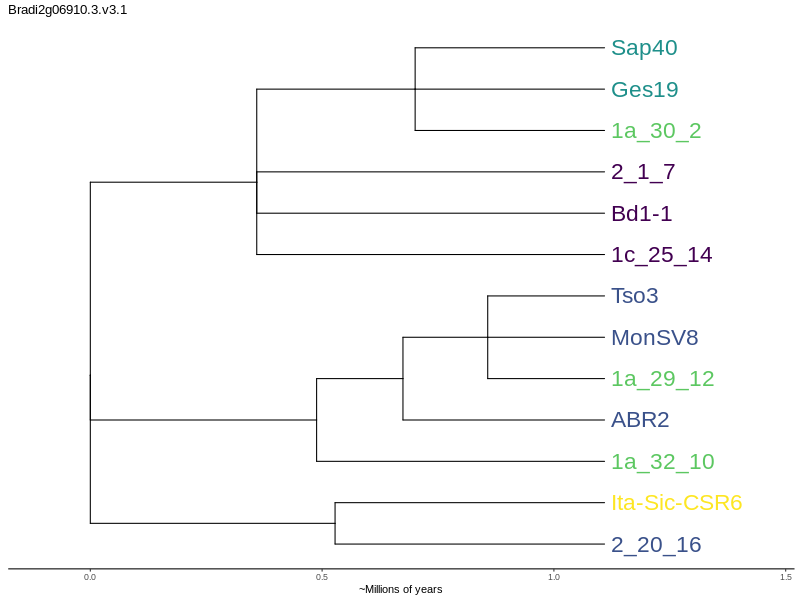 Bradi2g06910.3.v3.1
Sap40
Ges19
1a_30_2
2_1_7
Bd1-1
1c_25_14
Tso3
MonSV8
1a_29_12
ABR2
1a_32_10
Ita-Sic-CSR6
2_20_16
0.0 0.5 1.0 1.5
~Millions of years